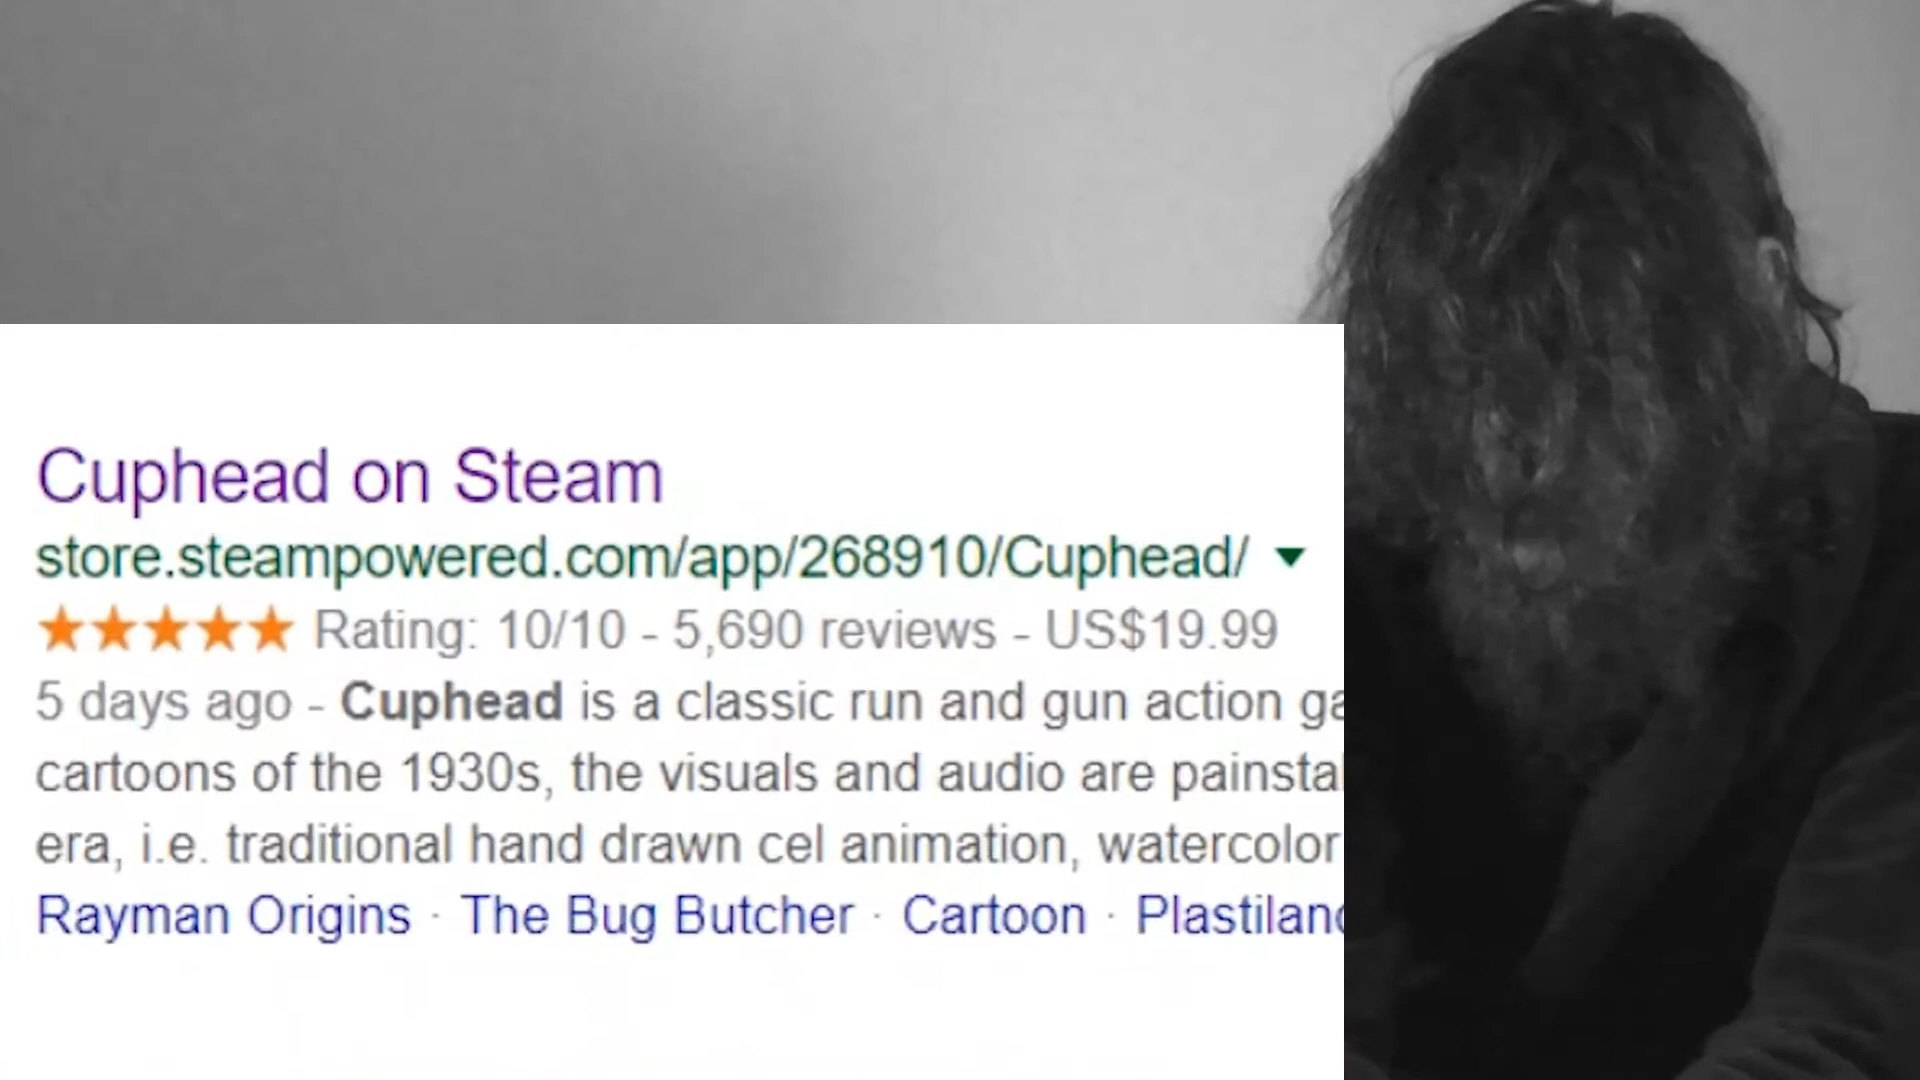 Cuphead on Steam
store.steampowered.com/app/268910/Cuphead/
Rating: 10/10 - 5,690 reviews - US$19.99
5 days ago - Cuphead is a classic run and gun action
cartoons of the 1930s, the visuals and audio are
era, i.e. traditional hand drawn cel animation, watercolor
Rayman Origins · The Bug Butcher · Cartoon ·